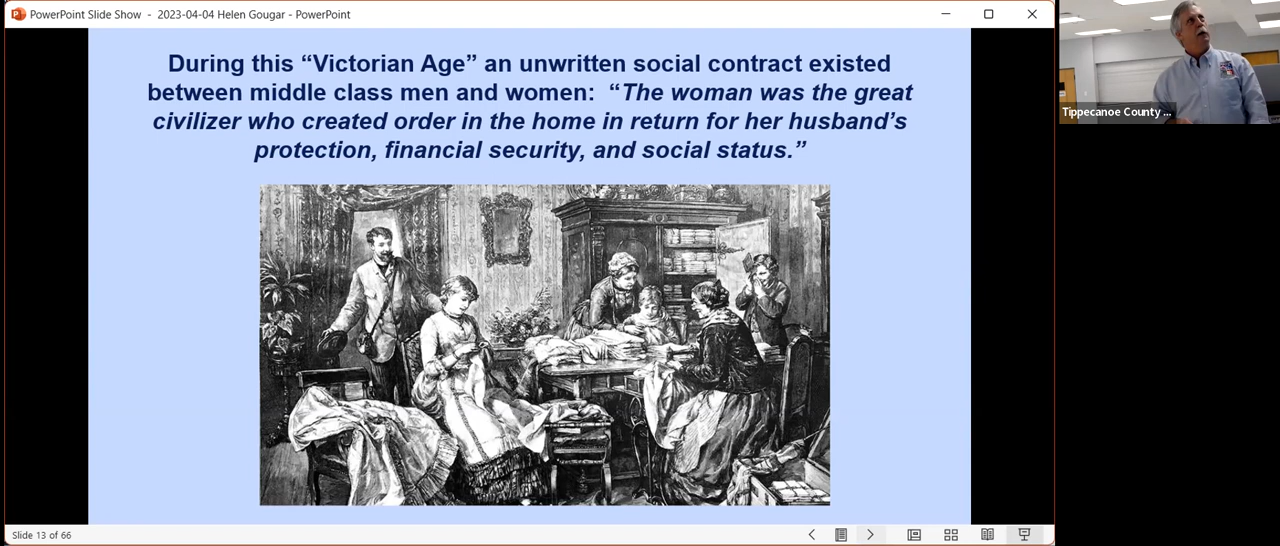 PowerPoint Slide Show - 2023-04-04 Helen Gougar - PowerPoint
During this “Victorian Age” an unwritten social contract existed
between middle class men and women: “The woman was the great
civilizer who created order in the home in return for her husband’s
protection, financial security, and social status.”
Slide 13 of 66
Tippecanoe County ...